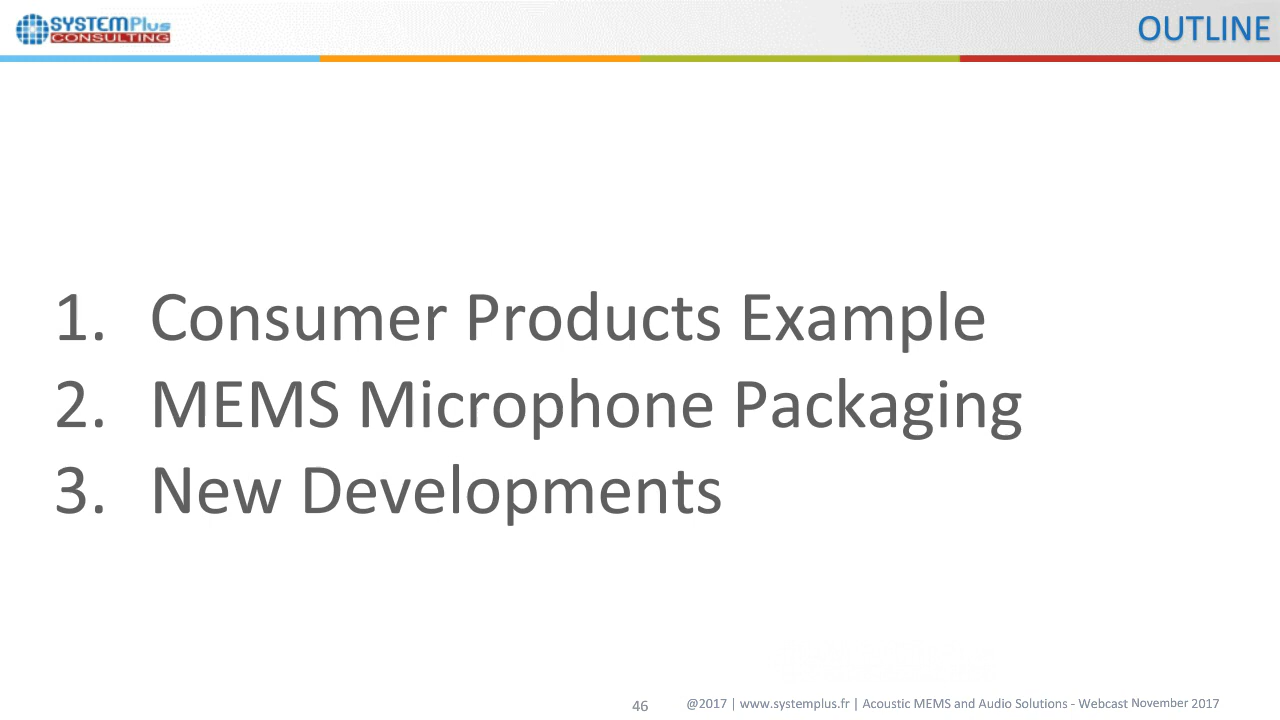 SYSTEMPlus
CONSULTING
OUTLINE
1. Consumer Products Example
2. MEMS Microphone Packaging
3. New Developments
46
@2017 | www.systemplus.fr | Acoustic MEMS and Audio Solutions - Webcast November 2017